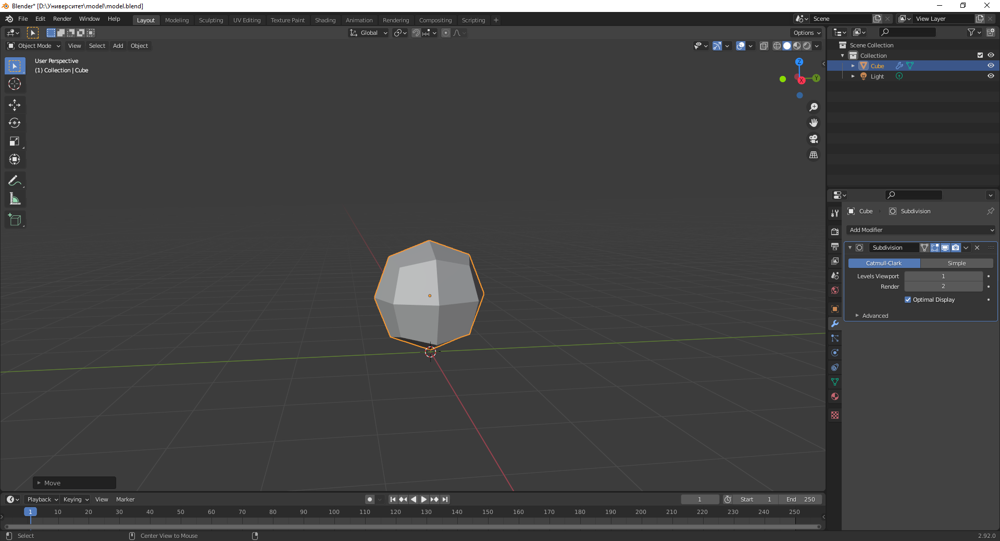 Blender* [D:\Университет\model\model.blend]
File Edit Render Window Help Layout Modeling Sculpting UV Editing Texture Paint Shading Animation Rendering Compositing Scripting Scene View Layer
Global Options
Object Mode View Select Add Object
User Perspective
(1) Collection | Cube
Z
Y
X
Scene Collection
Collection
Cube
Light
Cube Subdivision
Add Modifier
Subdivision
Catmull-Clark Simple
Levels Viewport 1
Render 2
Optimal Display
Advanced
Move
Playback Keying View Marker 1 Start 1 End 250
1 10 20 30 40 50 60 70 80 90 100 110 120 130 140 150 160 170 180 190 200 210 220 230 240 250
Select Center View to Mouse 2.92.0